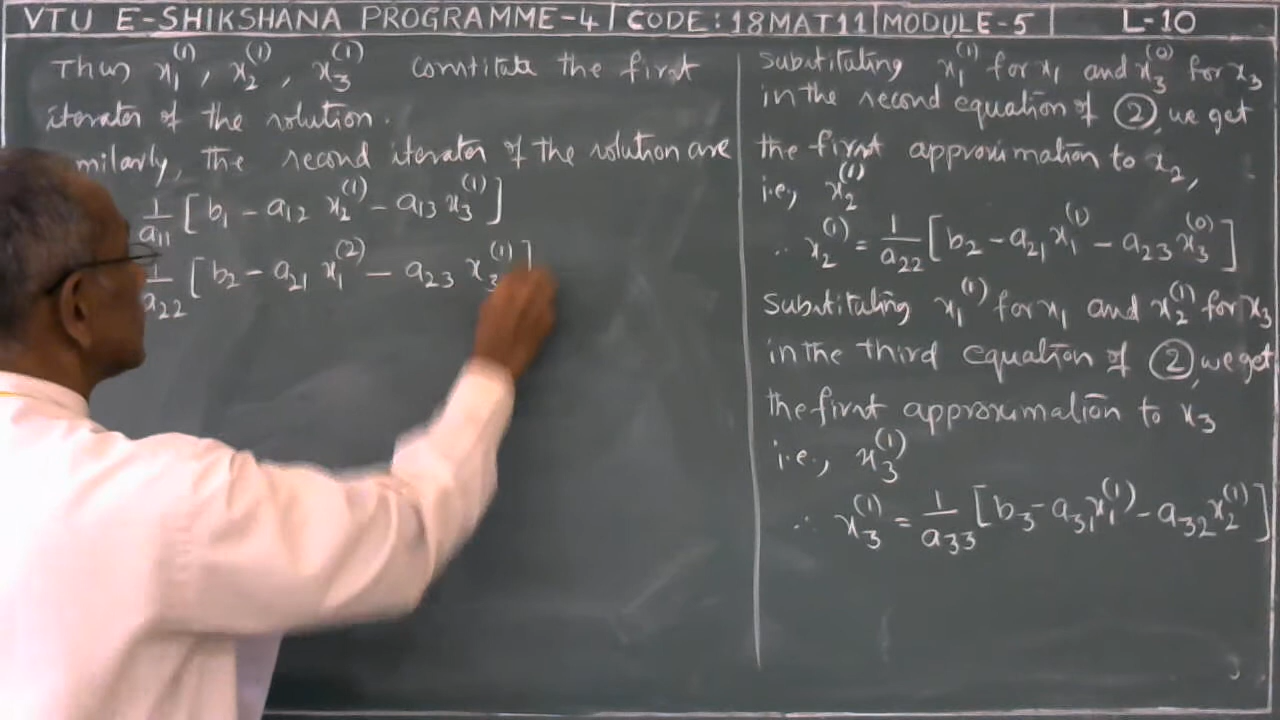 VTU E-SHIKSHANA PROGRAMME-4 | CODE: 18MAT11 | MODULE-5 | L-10
Thus x₁⁽¹⁾, x₂⁽¹⁾, x₃⁽¹⁾ constitute the first
iterator of the solution.
milarly, the second iterator of the solution are
1/a₁₁ [b₁ - a₁₂ x₂⁽¹⁾ - a₁₃ x₃⁽¹⁾]
1/a₂₂ [b₂ - a₂₁ x₁⁽²⁾ - a₂₃ x₃⁽¹⁾]
Substituting x₁⁽¹⁾ for x₁ and x₃⁽⁰⁾ for x₃
in the second equation of ②, we get
the first approximation to x₂,
i.e., x₂⁽¹⁾
∴ x₂⁽¹⁾ = 1/a₂₂ [b₂ - a₂₁ x₁⁽¹⁾ - a₂₃ x₃⁽⁰⁾]
Substituting x₁⁽¹⁾ for x₁ and x₂⁽¹⁾ for x₃
in the third equation of ②, we get
the first approximation to x₃
i.e., x₃⁽¹⁾
∴ x₃⁽¹⁾ = 1/a₃₃ [b₃ - a₃₁x₁⁽¹⁾ - a₃₂x₂⁽¹⁾]